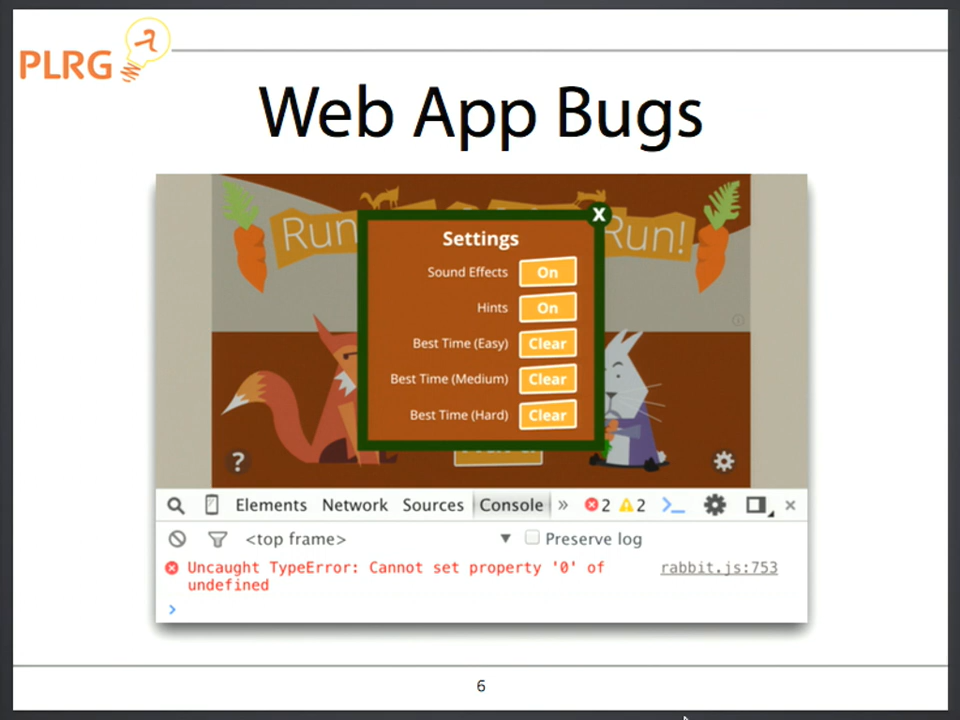 PLRG
Web App Bugs
Run
Run!
X
Settings
Sound Effects On
Hints On
Best Time (Easy) Clear
Best Time (Medium) Clear
Best Time (Hard) Clear
?
Elements Network Sources Console » 2 2
<top frame> ▼ Preserve log
Uncaught TypeError: Cannot set property '0' of rabbit.js:753
undefined
>
6